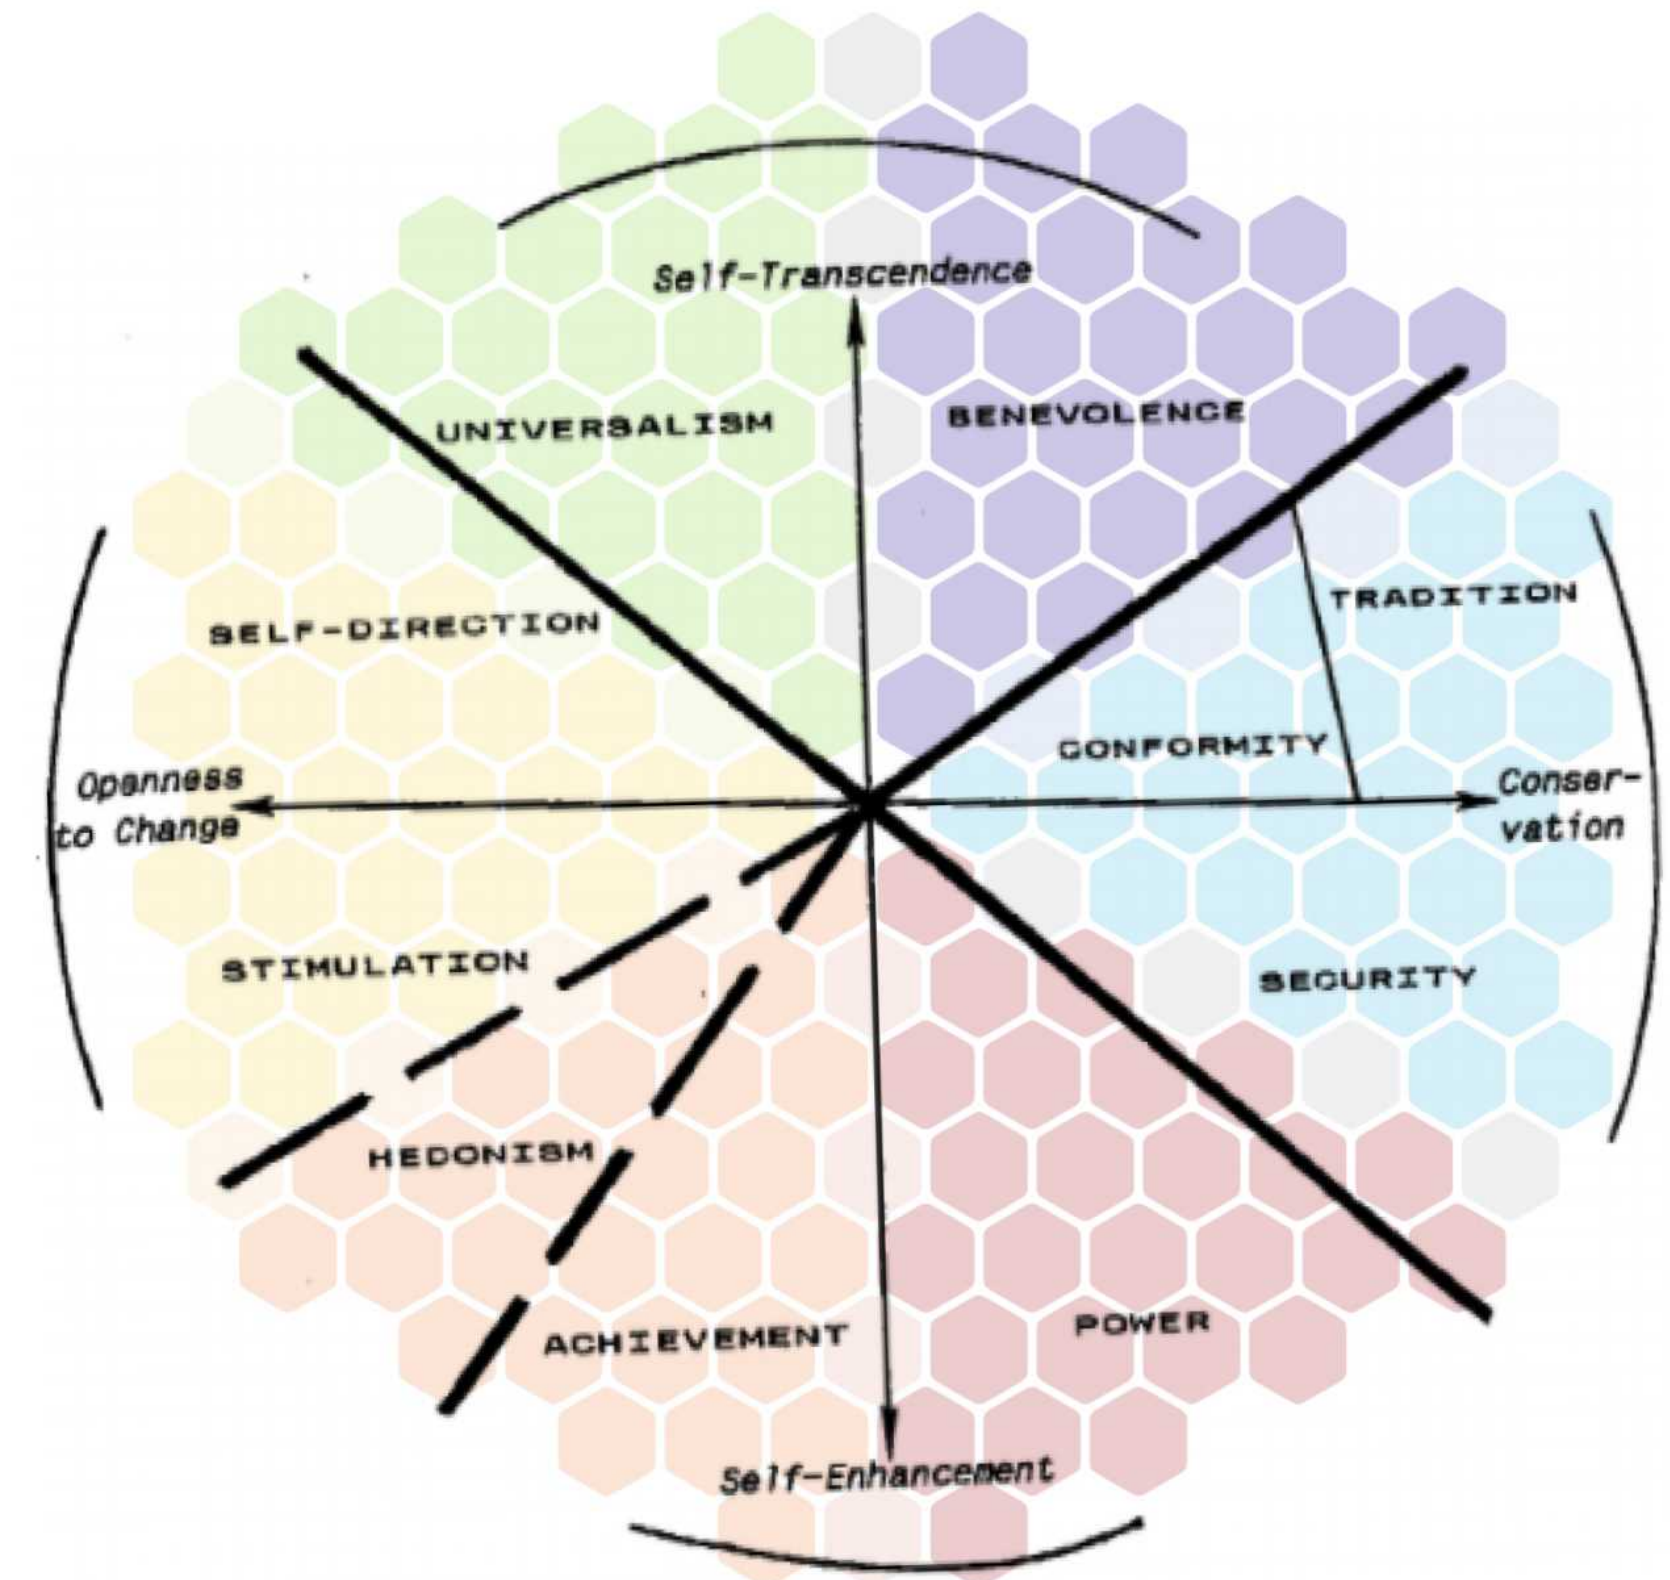 Self-Transcendence
UNIVERSALISM
BENEVOLENCE
TRADITION
SELF-DIRECTION
CONFORMITY
Openness
to Change
Conser-
vation
STIMULATION
SECURITY
HEDONISM
ACHIEVEMENT
POWER
Self-Enhancement